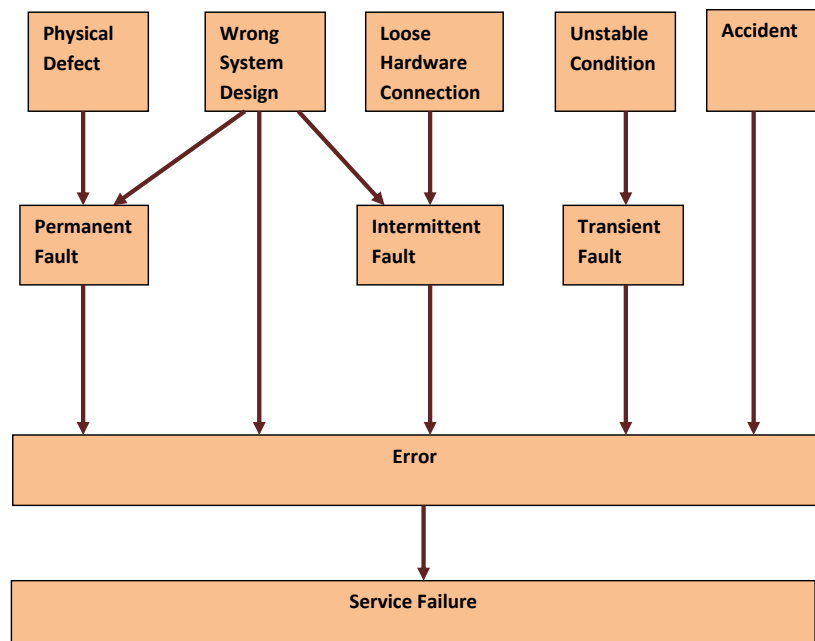 Physical
Defect
Wrong
System
Design
Loose
Hardware
Connection
Unstable
Condition
Accident
Permanent
Fault
Intermittent
Fault
Transient
Fault
Error
Service Failure